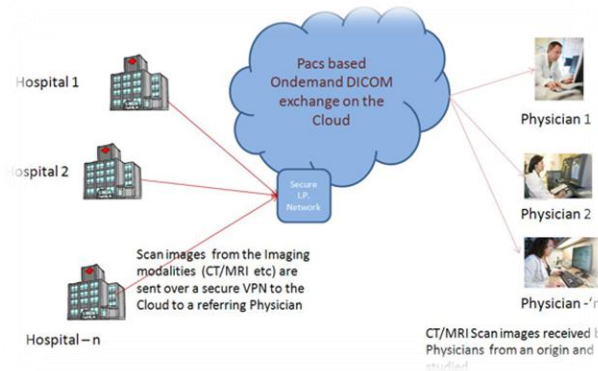 Hospital 1
Hospital 2
Hospital – n
Pacs based
Ondemand DICOM
exchange on the
Cloud
Secure
I.P.
Network
Scan images from the Imaging
modalities (CT/MRI etc) are
sent over a secure VPN to the
Cloud to a referring Physician
Physician 1
Physician 2
Physician -'n
CT/MRI Scan images received
Physicians from an origin and
studied